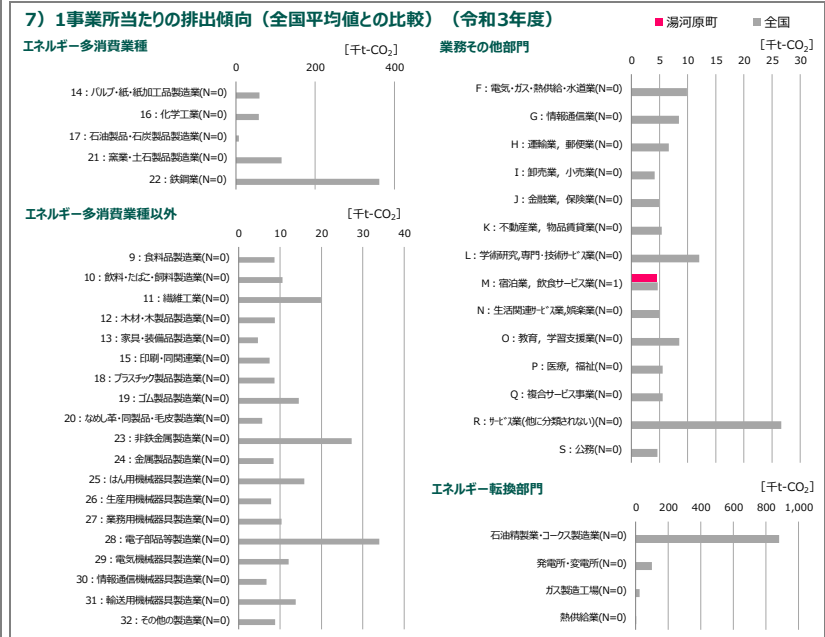 7）1事業所当たりの排出傾向（全国平均値との比較）（令和3年度）
湯河原町 全国
エネルギー多消費業種
[千t-CO₂]
0 200 400
14：パルプ・紙・紙加工品製造業(N=0)
16：化学工業(N=0)
17：石油製品・石炭製品製造業(N=0)
21：窯業・土石製品製造業(N=0)
22：鉄鋼業(N=0)
エネルギー多消費業種以外
[千t-CO₂]
0 10 20 30 40
9：食料品製造業(N=0)
10：飲料・たばこ・飼料製造業(N=0)
11：繊維工業(N=0)
12：木材・木製品製造業(N=0)
13：家具・装備品製造業(N=0)
15：印刷・同関連業(N=0)
18：プラスチック製品製造業(N=0)
19：ゴム製品製造業(N=0)
20：なめし革・同製品・毛皮製造業(N=0)
23：非鉄金属製造業(N=0)
24：金属製品製造業(N=0)
25：はん用機械器具製造業(N=0)
26：生産用機械器具製造業(N=0)
27：業務用機械器具製造業(N=0)
28：電子部品等製造業(N=0)
29：電気機械器具製造業(N=0)
30：情報通信機械器具製造業(N=0)
31：輸送用機械器具製造業(N=0)
32：その他の製造業(N=0)
業務その他部門
[千t-CO₂]
0 5 10 15 20 25 30
F：電気・ガス・熱供給・水道業(N=0)
G：情報通信業(N=0)
H：運輸業，郵便業(N=0)
I：卸売業，小売業(N=0)
J：金融業，保険業(N=0)
K：不動産業，物品賃貸業(N=0)
L：学術研究,専門・技術サービス業(N=0)
M：宿泊業，飲食サービス業(N=1)
N：生活関連サービス業,娯楽業(N=0)
O：教育，学習支援業(N=0)
P：医療，福祉(N=0)
Q：複合サービス事業(N=0)
R：サービス業(他に分類されない)(N=0)
S：公務(N=0)
エネルギー転換部門
[千t-CO₂]
0 200 400 600 800 1,000
石油精製業・コークス製造業(N=0)
発電所・変電所(N=0)
ガス製造工場(N=0)
熱供給業(N=0)